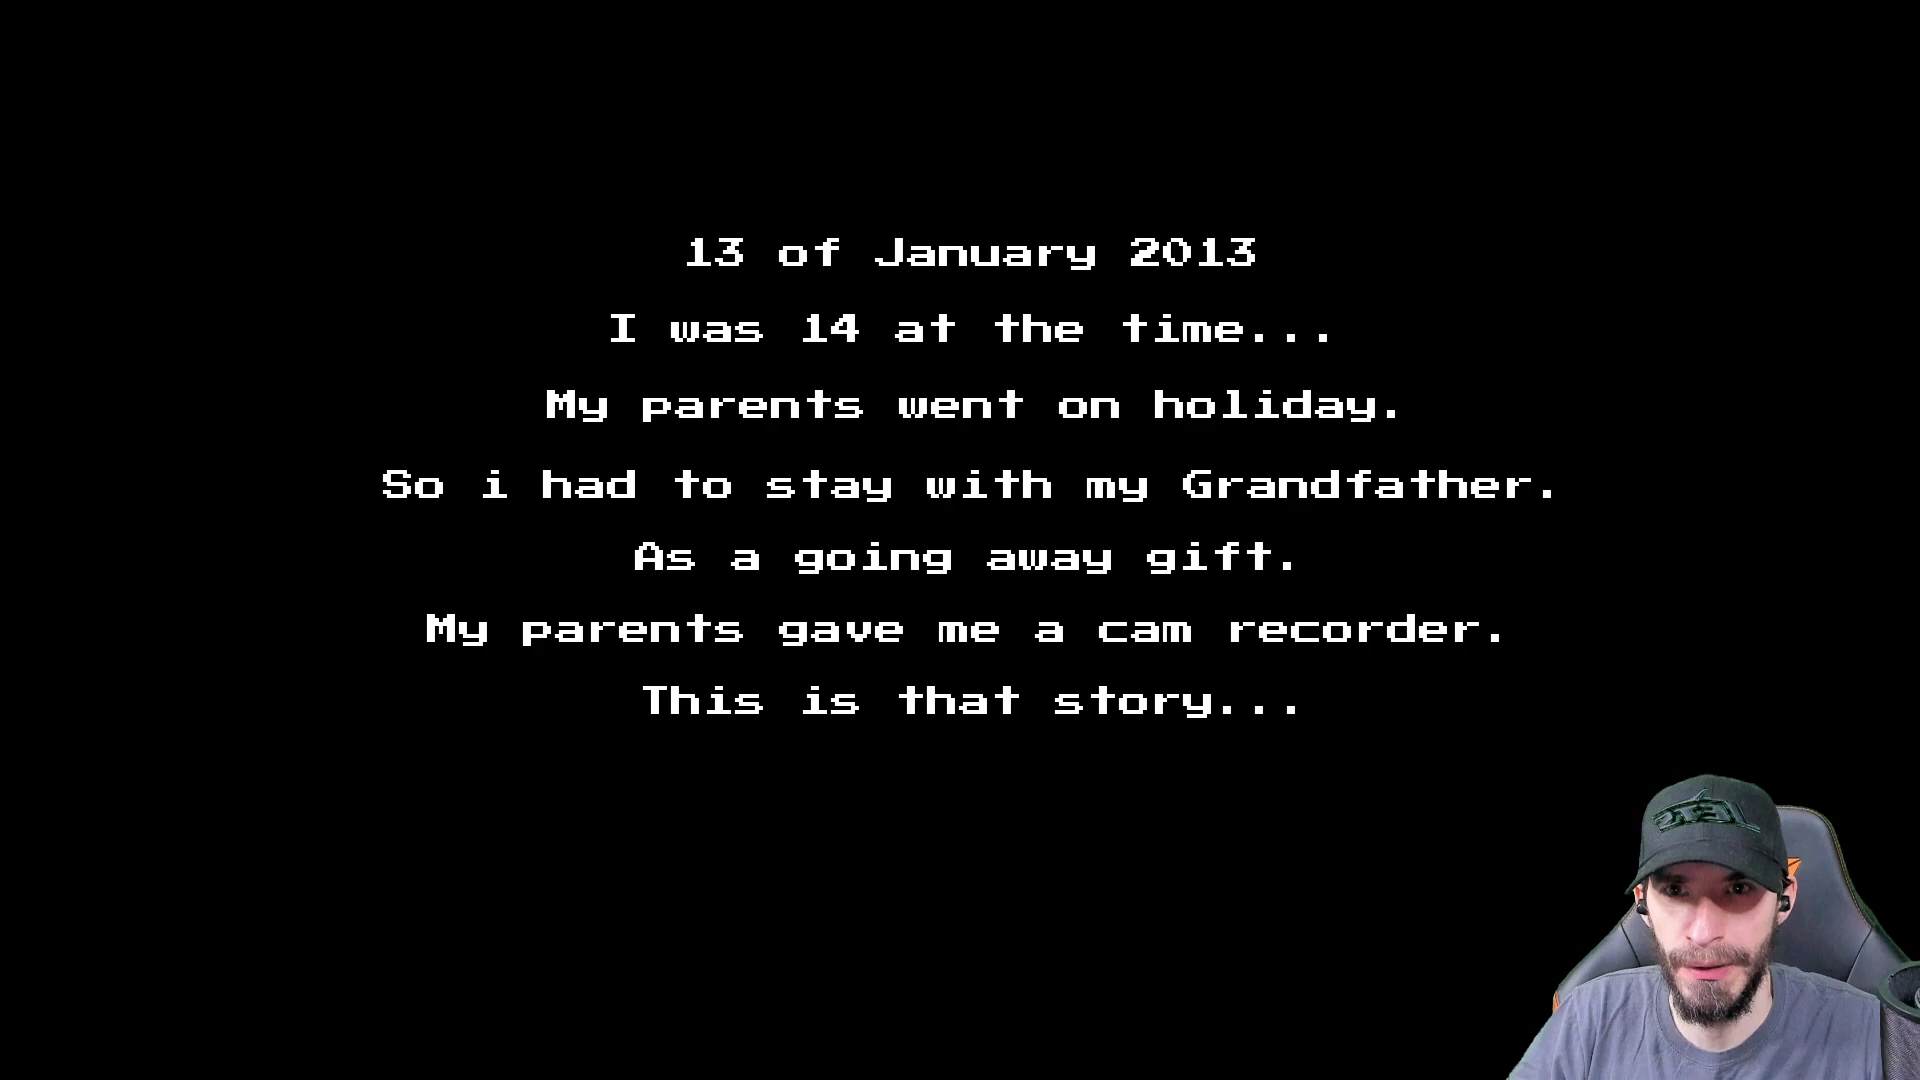 13 of January 2013
I was 14 at the time...
My parents went on holiday.
So i had to stay with my Grandfather.
As a going away gift.
My parents gave me a cam recorder.
This is that story...